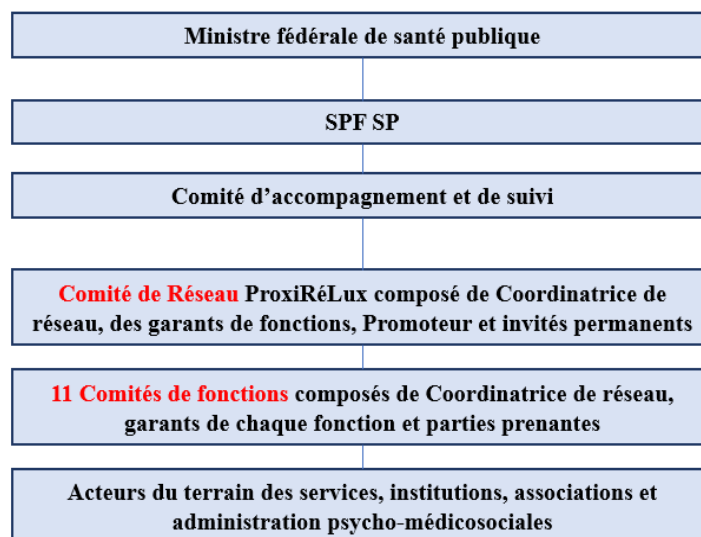 Ministre fédérale de santé publique
SPF SP
Comité d’accompagnement et de suivi
Comité de Réseau ProxiRéLux composé de Coordinatrice de
réseau, des garants de fonctions, Promoteur et invités permanents
11 Comités de fonctions composés de Coordinatrice de réseau,
garants de chaque fonction et parties prenantes
Acteurs du terrain des services, institutions, associations et
administration psycho-médicosociales